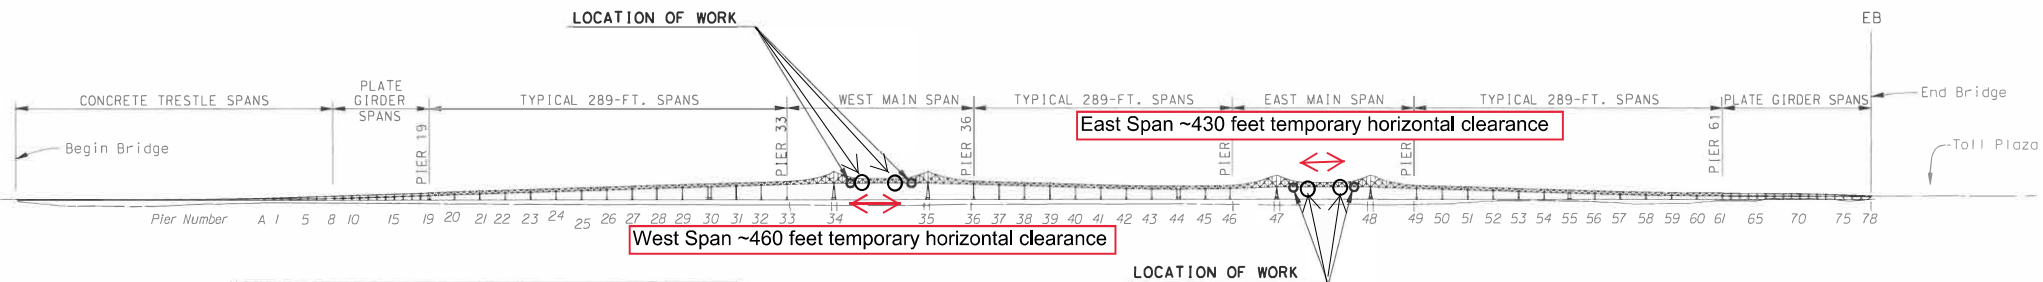 LOCATION OF WORK
EB
CONCRETE TRESTLE SPANS
PLATE
GIRDER
SPANS
TYPICAL 289-FT. SPANS
WEST MAIN SPAN
TYPICAL 289-FT. SPANS
EAST MAIN SPAN
TYPICAL 289-FT. SPANS
PLATE GIRDER SPANS
End Bridge
East Span ~430 feet temporary horizontal clearance
Begin Bridge
PIER 19
PIER 33
PIER 36
PIER
PIER
PIER 61
Toll Plaza
Pier Number A 1 5 8 10 15 19 20 21 22 23 24 25 26 27 28 29 30 31 32 33 34 35 36 37 38 39 40 41 42 43 44 45 46 47 48 49 50 51 52 53 54 55 56 57 58 59 60 61 65 70 75 78
West Span ~460 feet temporary horizontal clearance
LOCATION OF WORK